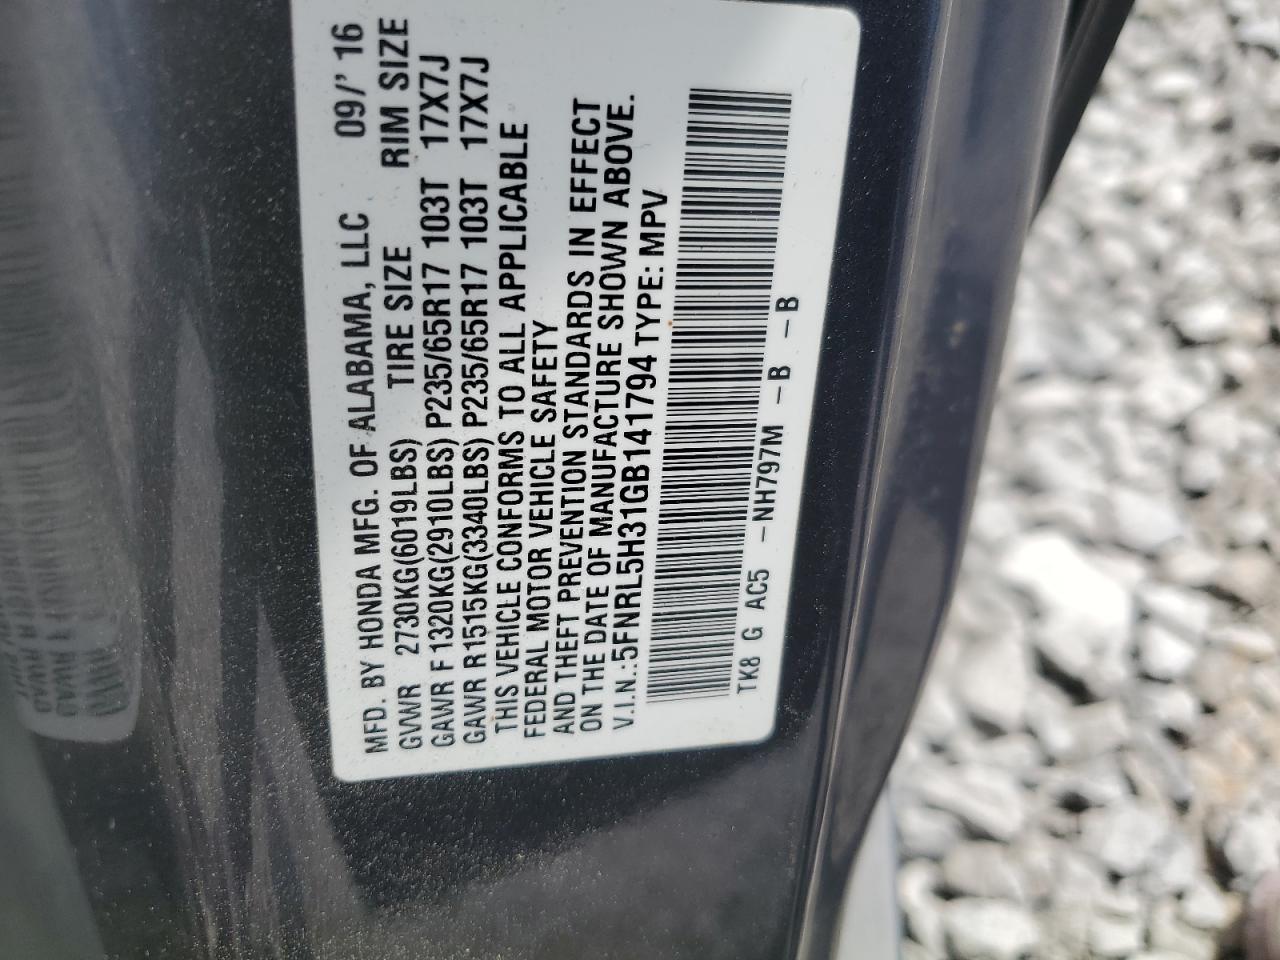 MFD. BY HONDA MFG. OF ALABAMA, LLC 09/' 16
GVWR 2730KG(6019LBS) TIRE SIZE RIM SIZE
GAWR F 1320KG(2910LBS) P235/65R17 103T 17X7J
GAWR R 1515KG(3340LBS) P235/65R17 103T 17X7J
THIS VEHICLE CONFORMS TO ALL APPLICABLE
FEDERAL MOTOR VEHICLE SAFETY
AND THEFT PREVENTION STANDARDS IN EFFECT
ON THE DATE OF MANUFACTURE SHOWN ABOVE.
V.I.N.:5FNRL5H31GB141794 TYPE: MPV
TK8 G AC5 -NH797M -B -B